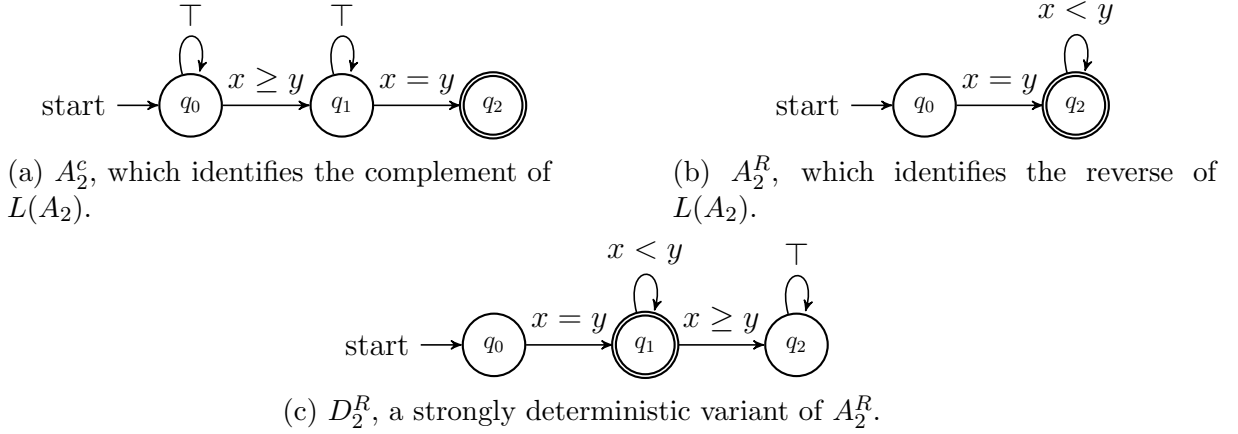 ⊤ ⊤
start q₀ x ≥ y q₁ x = y q₂
(a) A₂ᶜ, which identifies the complement of
L(A₂).
x < y
start q₀ x = y q₂
(b) A₂ᴿ, which identifies the reverse of
L(A₂).
x < y ⊤
start q₀ x = y q₁ x ≥ y q₂
(c) D₂ᴿ, a strongly deterministic variant of A₂ᴿ.